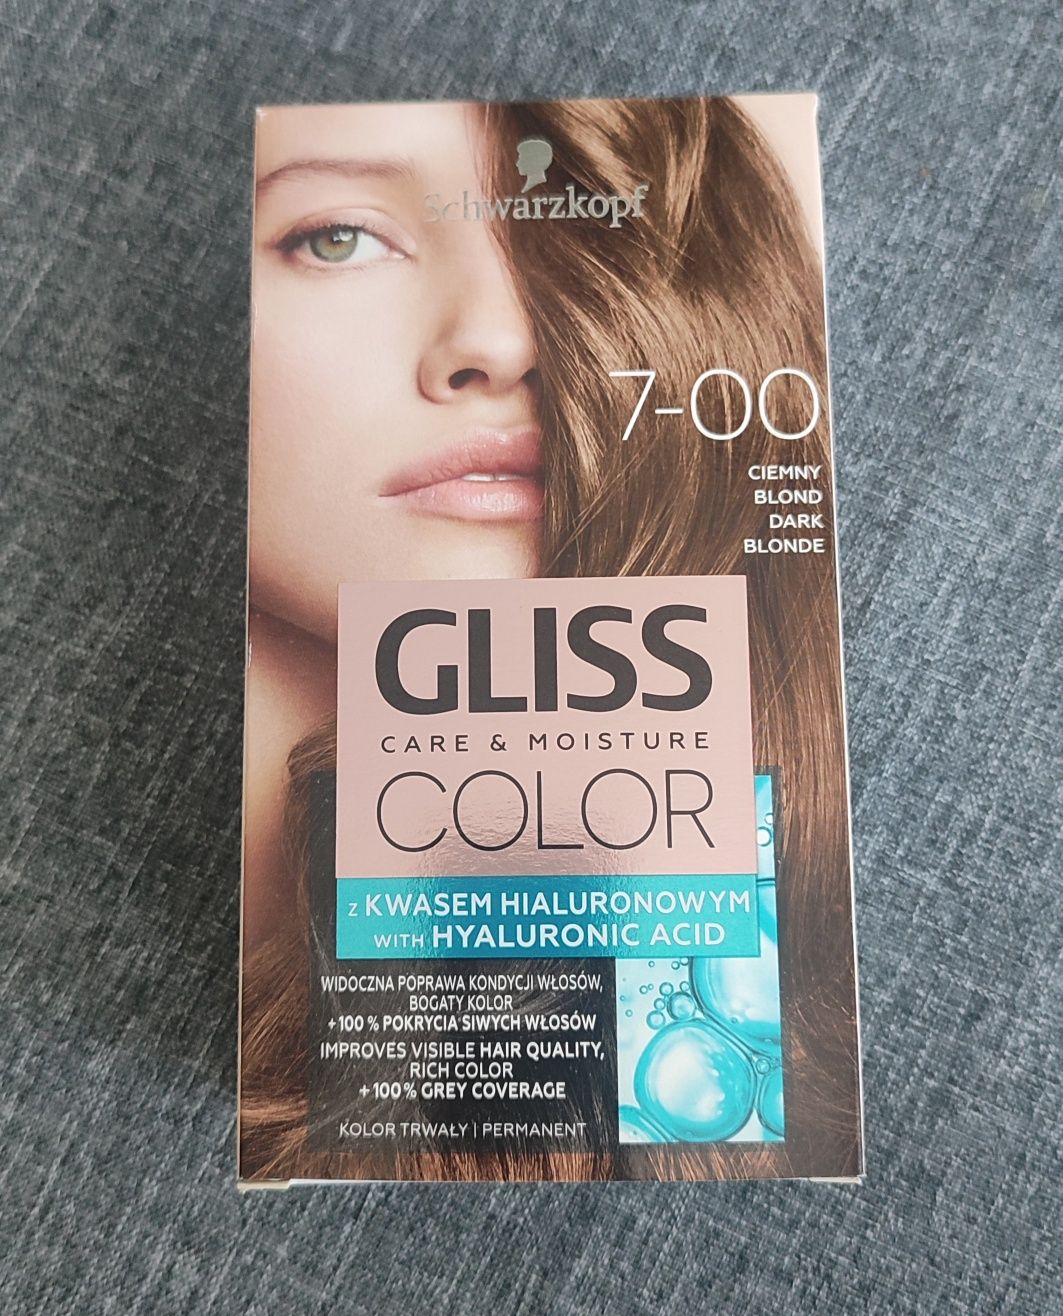 Schwarzkopf
7-00
CIEMNY
BLOND
DARK
BLONDE
GLISS
CARE & MOISTURE
COLOR
z KWASEM HIALURONOWYM
WITH HYALURONIC ACID
WIDOCZNA POPRAWA KONDYCJI WŁOSÓW,
BOGATY KOLOR
+100 % POKRYCIA SIWYCH WŁOSÓW
IMPROVES VISIBLE HAIR QUALITY,
RICH COLOR
+100% GREY COVERAGE
KOLOR TRWAŁY | PERMANENT